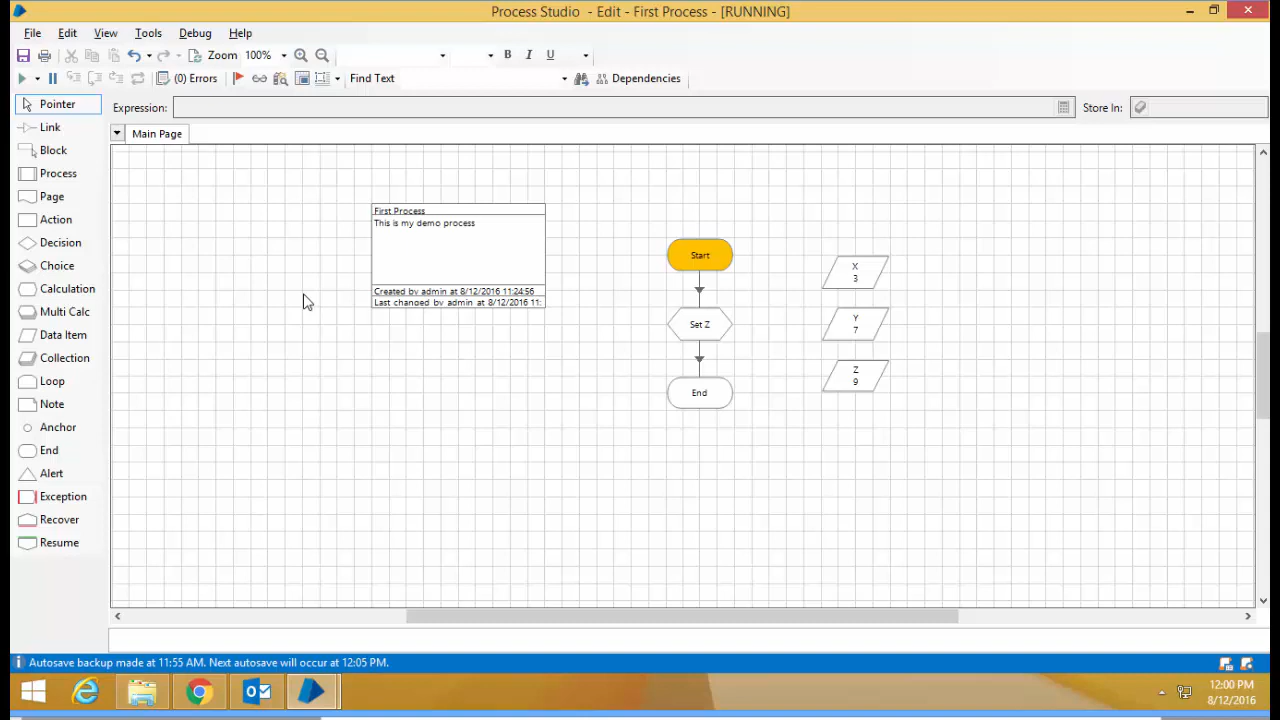 Process Studio - Edit - First Process - [RUNNING]
File Edit View Tools Debug Help
Zoom 100% B I U
(0) Errors Find Text Dependencies
Pointer Expression: Store In:
Link Main Page
Block
Process
Page
Action
Decision
Choice
Calculation
Multi Calc
Data Item
Collection
Loop
Note
Anchor
End
Alert
Exception
Recover
Resume
First Process
This is my demo process
Created by admin at 8/12/2016 11:24:56
Last changed by admin at 8/12/2016 11:
Start
Set Z
End
X
3
Y
7
Z
9
Autosave backup made at 11:55 AM. Next autosave will occur at 12:05 PM.
12:00 PM
8/12/2016